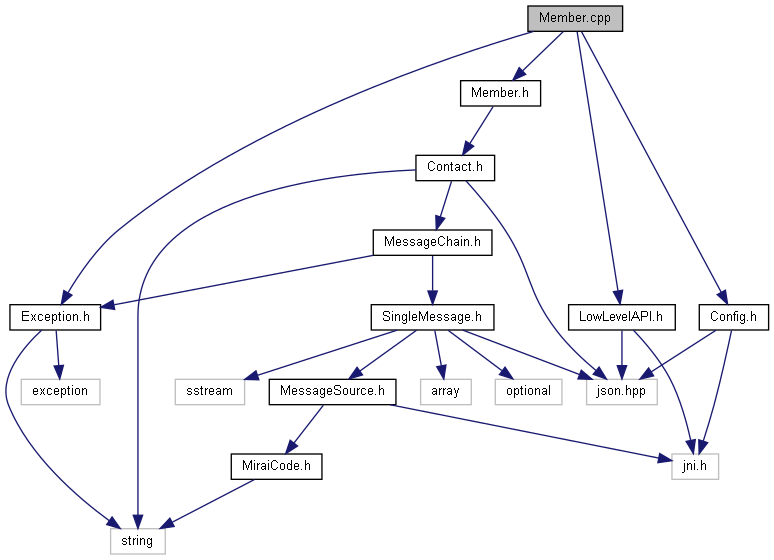 Member.cpp
Member.h
Contact.h
MessageChain.h
Exception.h
SingleMessage.h
LowLevelAPI.h
Config.h
exception
sstream
MessageSource.h
array
optional
json.hpp
MiraiCode.h
jni.h
string